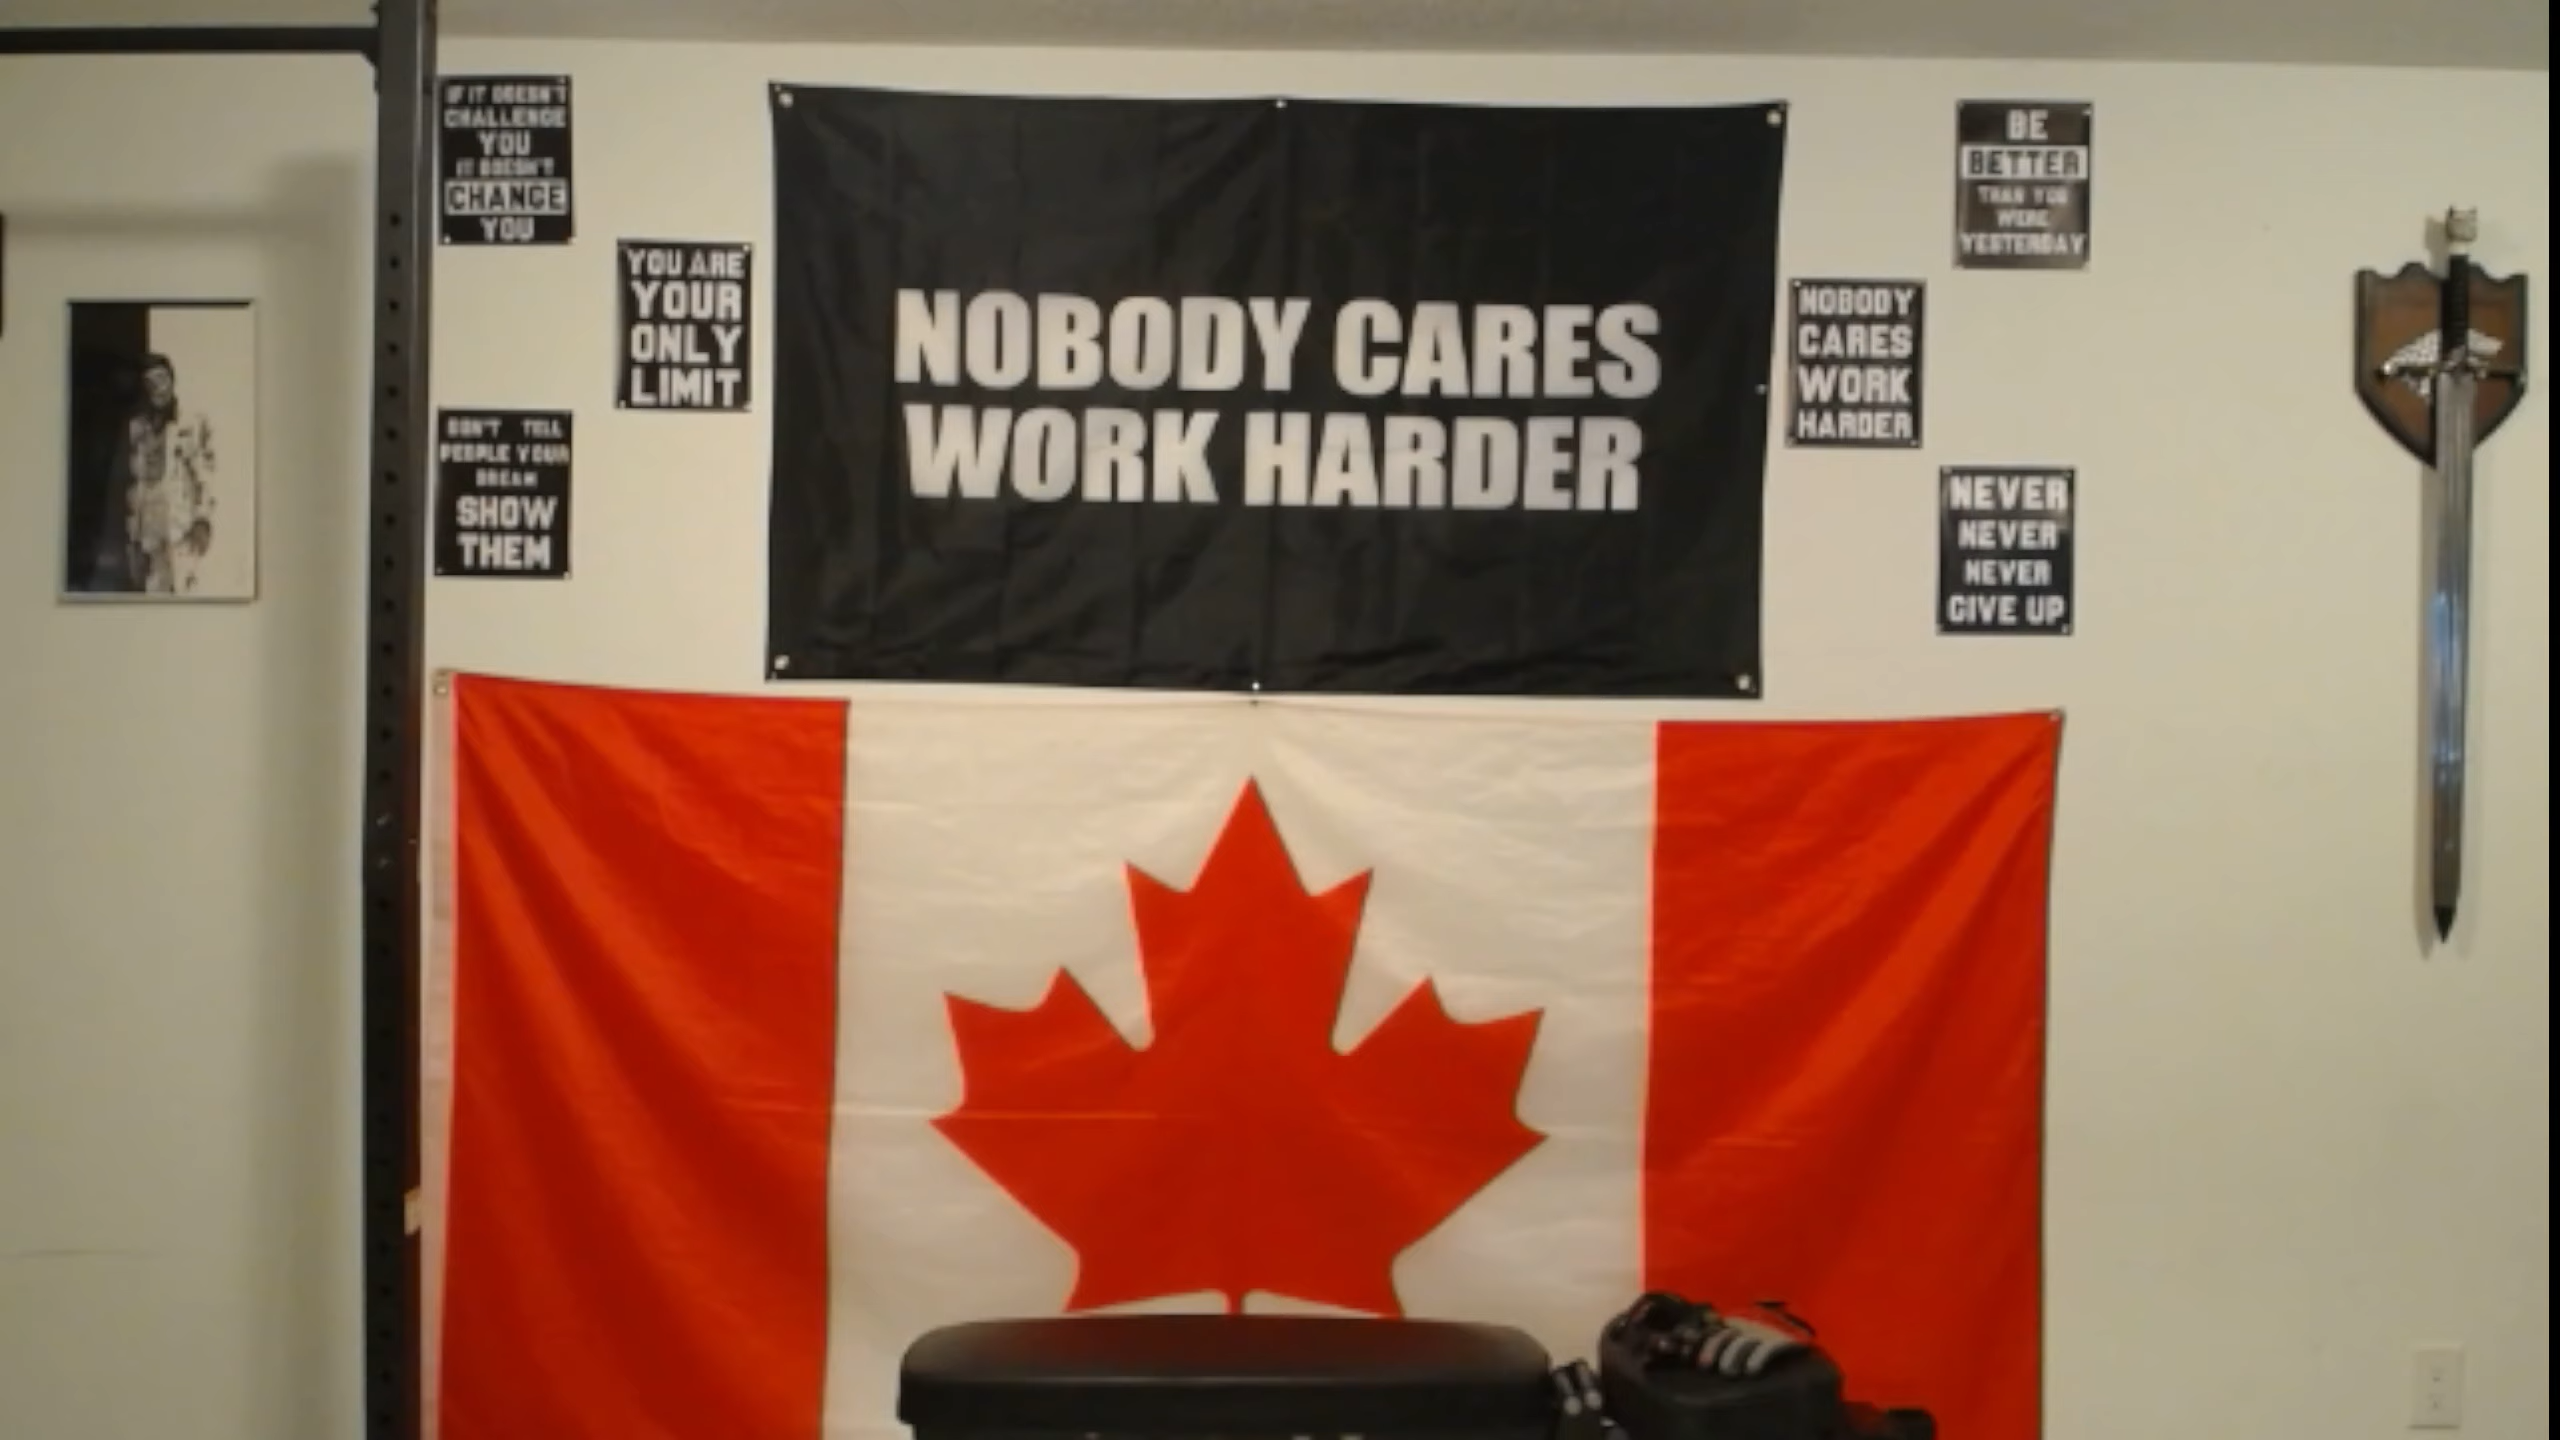 IF IT DOESN'T
CHALLENGE
YOU
IT DOESN'T
CHANGE
YOU
YOU ARE
YOUR
ONLY
LIMIT
DON'T TELL
PEOPLE YOUR
DREAM
SHOW
THEM
NOBODY CARES
WORK HARDER
NOBODY
CARES
WORK
HARDER
BE
BETTER
THAN YOU
WERE
YESTERDAY
NEVER
NEVER
NEVER
GIVE UP